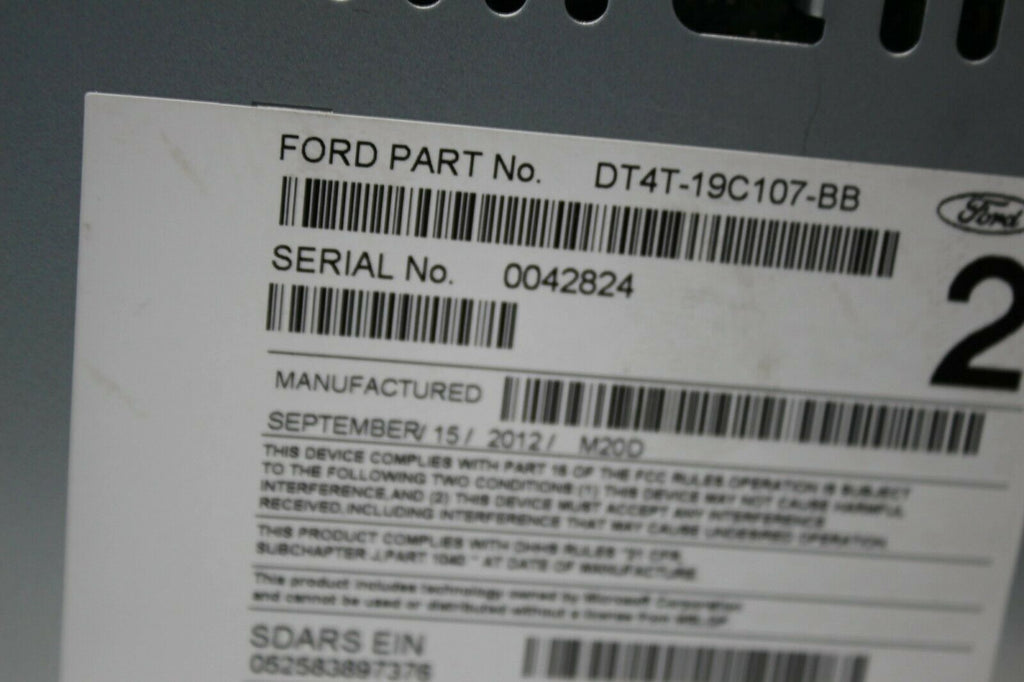 FORD PART No. DT4T-19C107-BB
Ford
SERIAL No. 0042824
2
MANUFACTURED
SEPTEMBER/ 15/ 2012/ M20D
THIS DEVICE COMPLIES WITH PART 15 OF THE FCC RULES OPERATION IS SUBJECT
TO THE FOLLOWING TWO CONDITIONS (1) THIS DEVICE MAY NOT CAUSE HARMFUL
INTERFERENCE,AND (2) THIS DEVICE MUST ACCEPT ANY INTERFERENCE
RECEIVED,INCLUDING INTERFERENCE THAT MAY CAUSE UNDESIRED OPERATION
THIS PRODUCT COMPLIES WITH DHHS RULES "21 CFR,
SUBCHAPTER J,PART 1040 " AT DATE OF MANUFACTURE.
This product includes technology owned by Microsoft Corporation
and cannot be used or distributed without a license from MSLGP
SDARS EIN
052583897376